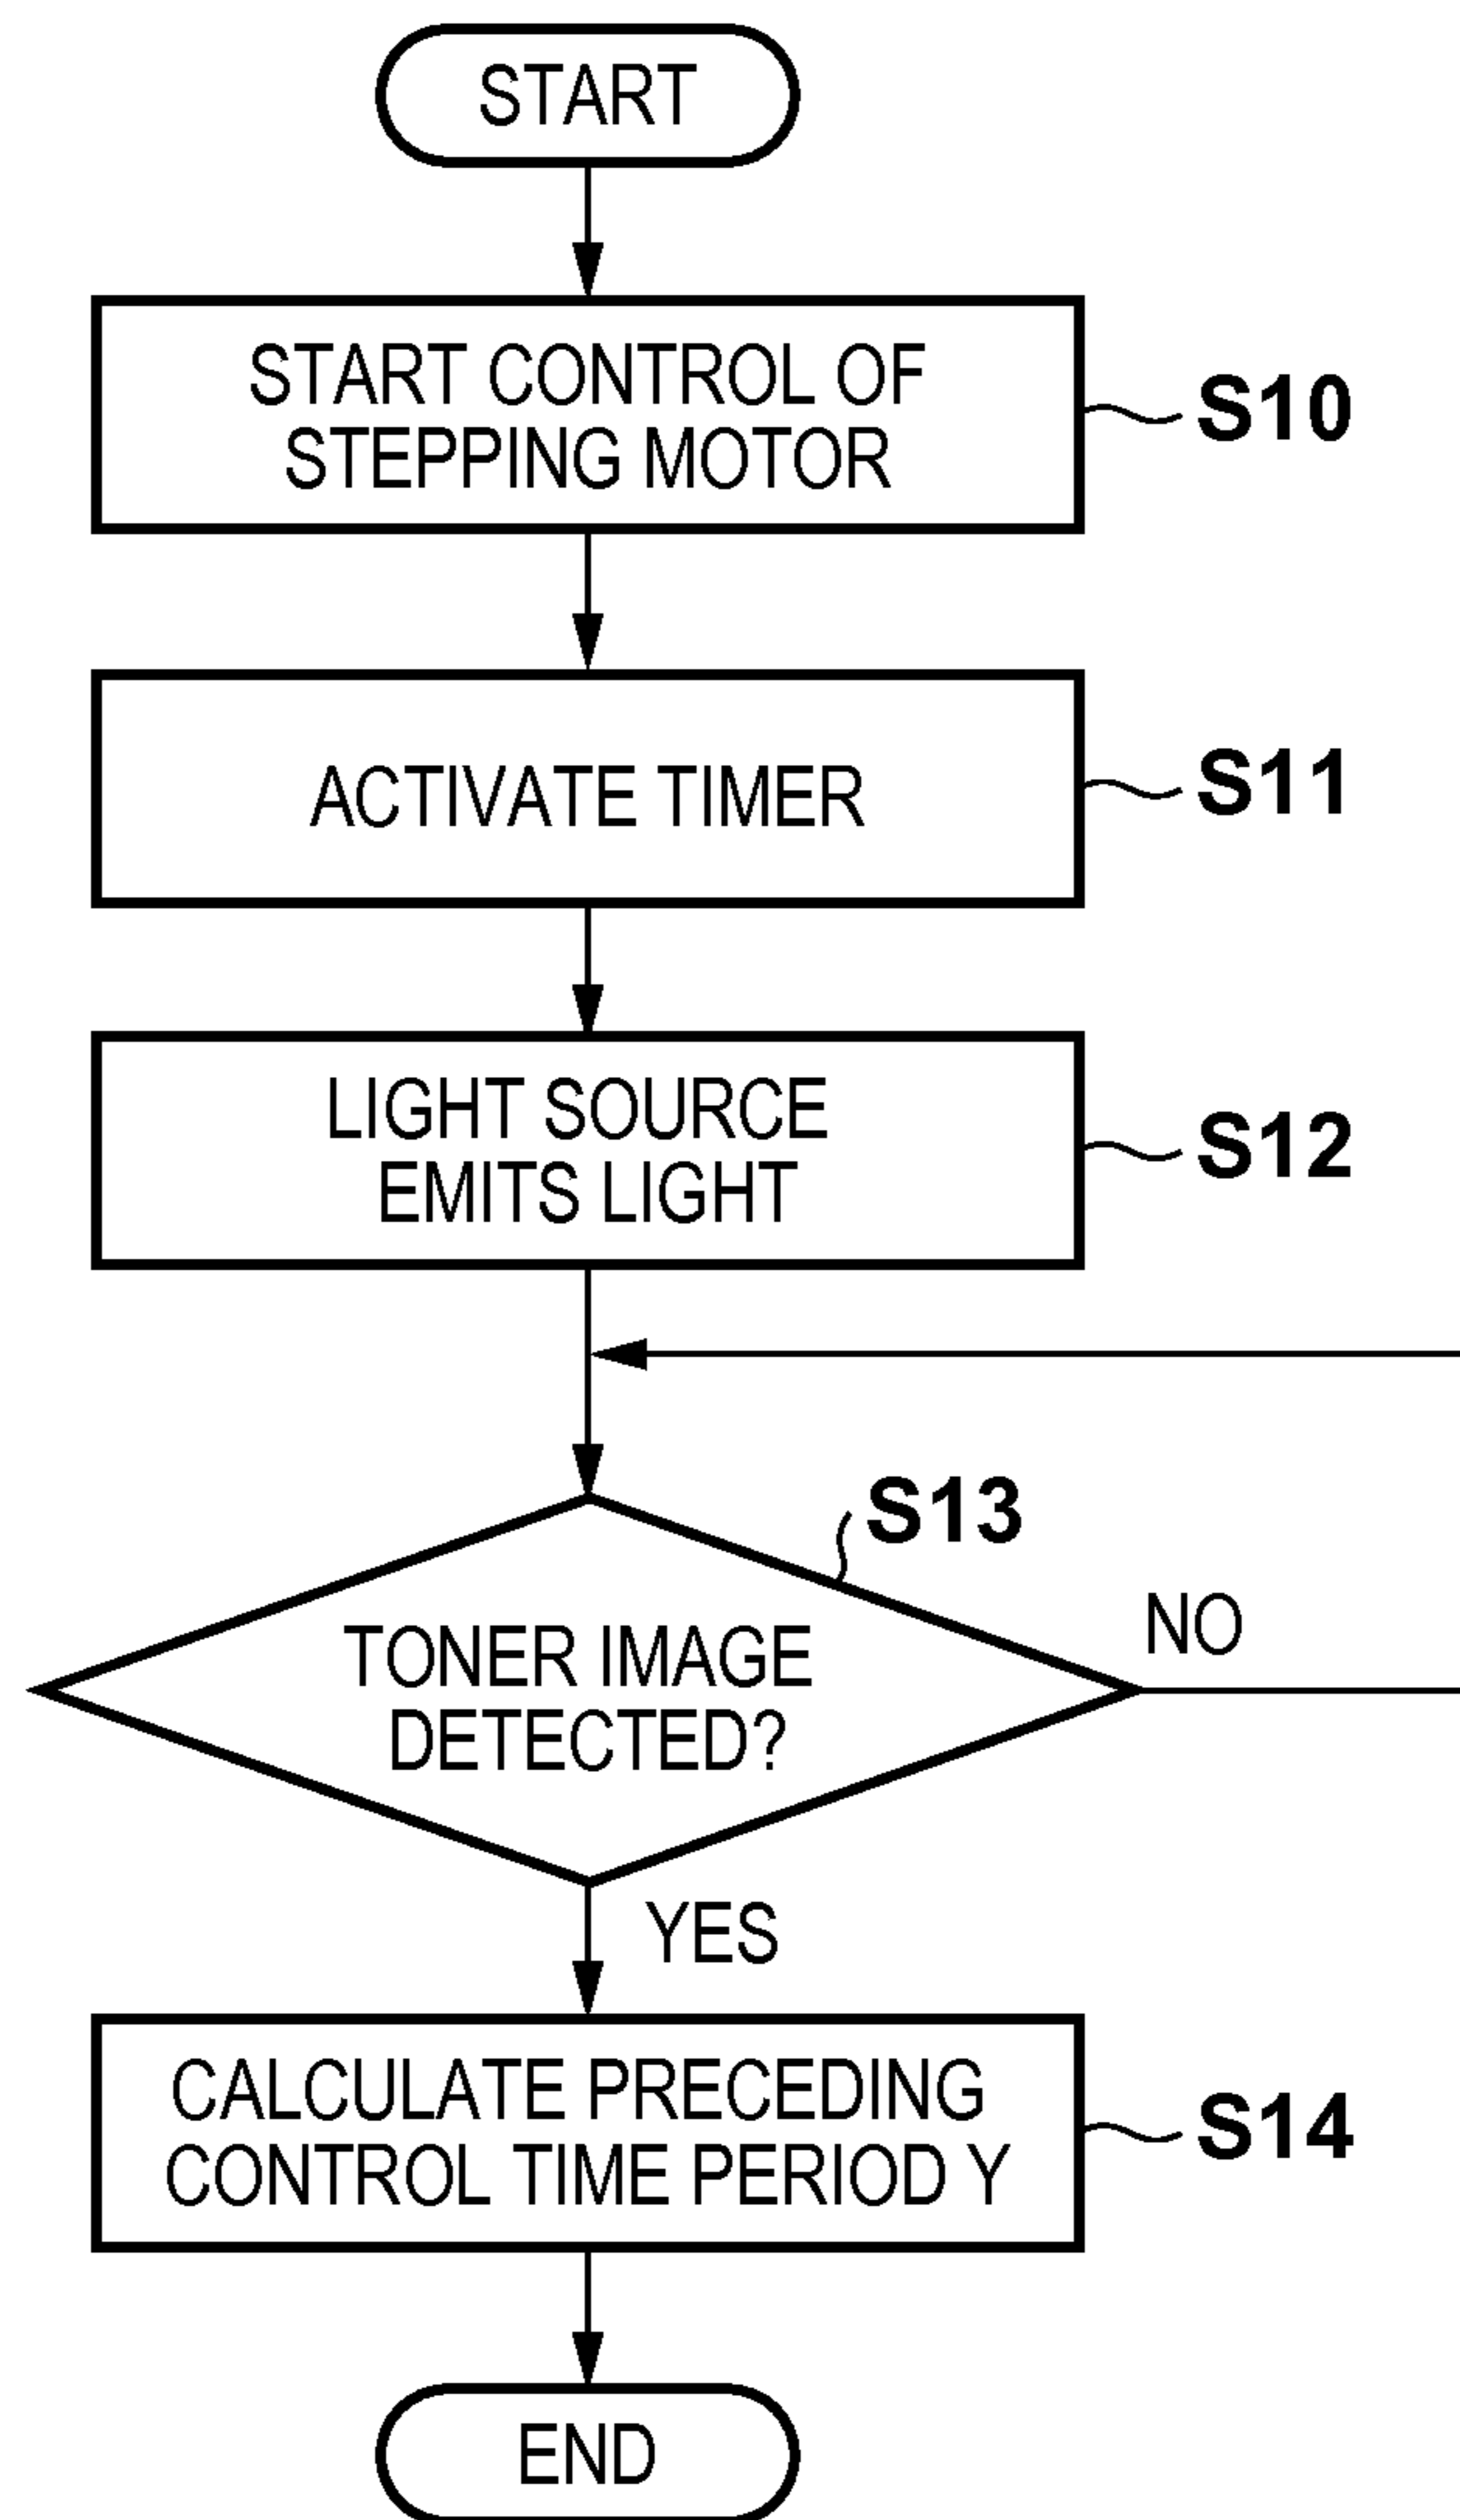 START
START CONTROL OF
STEPPING MOTOR
S10
ACTIVATE TIMER
S11
LIGHT SOURCE
EMITS LIGHT
S12
S13
TONER IMAGE
DETECTED?
NO
YES
CALCULATE PRECEDING
CONTROL TIME PERIOD Y
S14
END